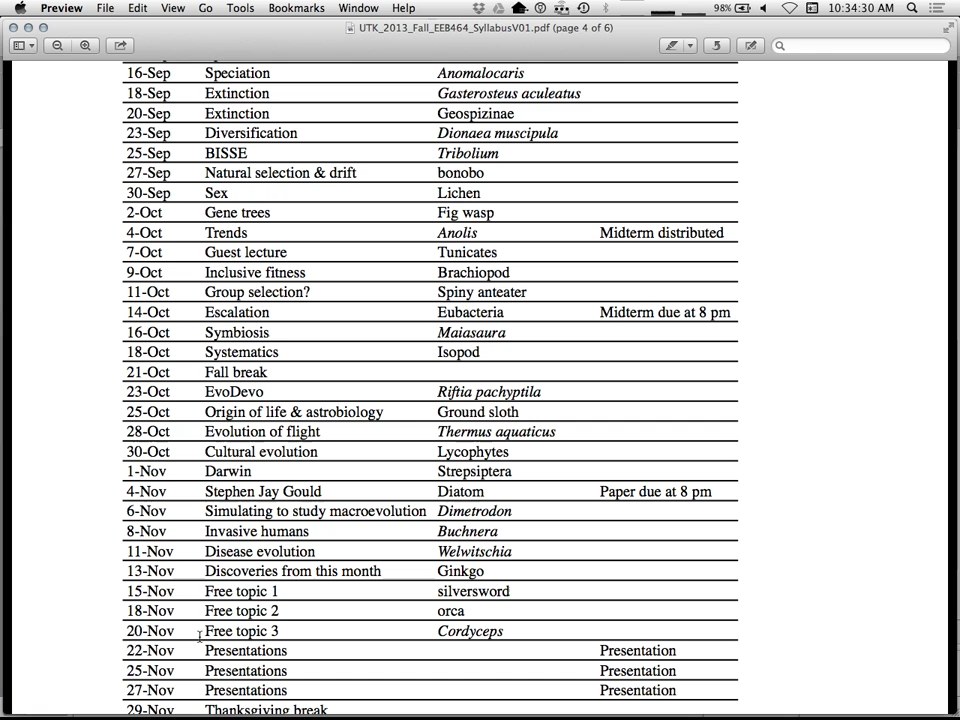 Preview File Edit View Go Tools Bookmarks Window Help 98% 10:34:30 AM
UTK_2013_Fall_EEB464_SyllabusV01.pdf (page 4 of 6)
16-Sep Speciation Anomalocaris
18-Sep Extinction Gasterosteus aculeatus
20-Sep Extinction Geospizinae
23-Sep Diversification Dionaea muscipula
25-Sep BISSE Tribolium
27-Sep Natural selection & drift bonobo
30-Sep Sex Lichen
2-Oct Gene trees Fig wasp
4-Oct Trends Anolis Midterm distributed
7-Oct Guest lecture Tunicates
9-Oct Inclusive fitness Brachiopod
11-Oct Group selection? Spiny anteater
14-Oct Escalation Eubacteria Midterm due at 8 pm
16-Oct Symbiosis Maiasaura
18-Oct Systematics Isopod
21-Oct Fall break
23-Oct EvoDevo Riftia pachyptila
25-Oct Origin of life & astrobiology Ground sloth
28-Oct Evolution of flight Thermus aquaticus
30-Oct Cultural evolution Lycophytes
1-Nov Darwin Strepsiptera
4-Nov Stephen Jay Gould Diatom Paper due at 8 pm
6-Nov Simulating to study macroevolution Dimetrodon
8-Nov Invasive humans Buchnera
11-Nov Disease evolution Welwitschia
13-Nov Discoveries from this month Ginkgo
15-Nov Free topic 1 silversword
18-Nov Free topic 2 orca
20-Nov Free topic 3 Cordyceps
22-Nov Presentations Presentation
25-Nov Presentations Presentation
27-Nov Presentations Presentation
29-Nov Thanksgiving break